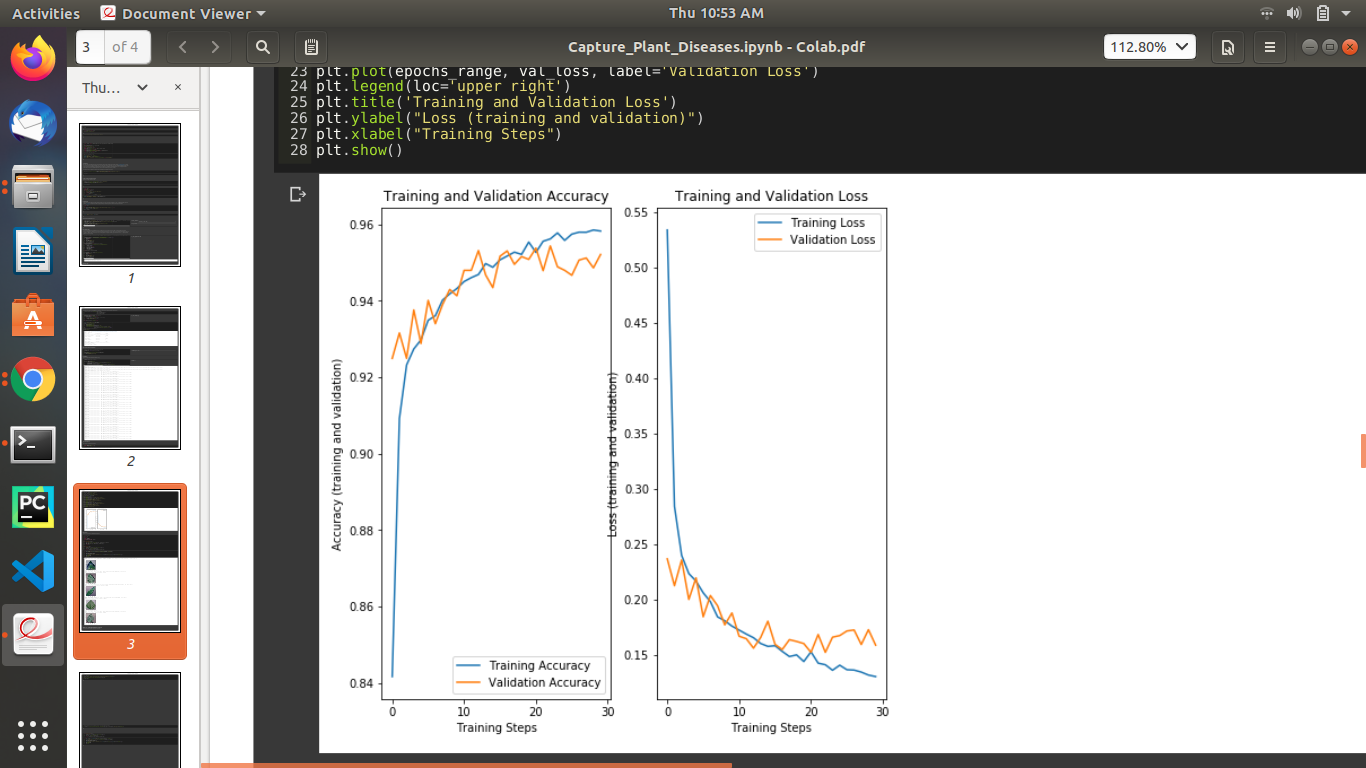 Activities Document Viewer Thu 10:53 AM
3 of 4 Capture_Plant_Diseases.ipynb - Colab.pdf 112.80%
Thu...
1
2
3
23 plt.plot(epochs_range, val_loss, label='Validation Loss')
24 plt.legend(loc='upper right')
25 plt.title('Training and Validation Loss')
26 plt.ylabel("Loss (training and validation)")
27 plt.xlabel("Training Steps")
28 plt.show()
Training and Validation Accuracy
0.96
0.94
0.92
0.90
0.88
0.86
0.84
Accuracy (training and validation)
Training Accuracy
Validation Accuracy
0 10 20 30
Training Steps
Training and Validation Loss
0.55
0.50
0.45
0.40
0.35
0.30
0.25
0.20
0.15
Loss (training and validation)
Training Loss
Validation Loss
0 10 20 30
Training Steps
PC